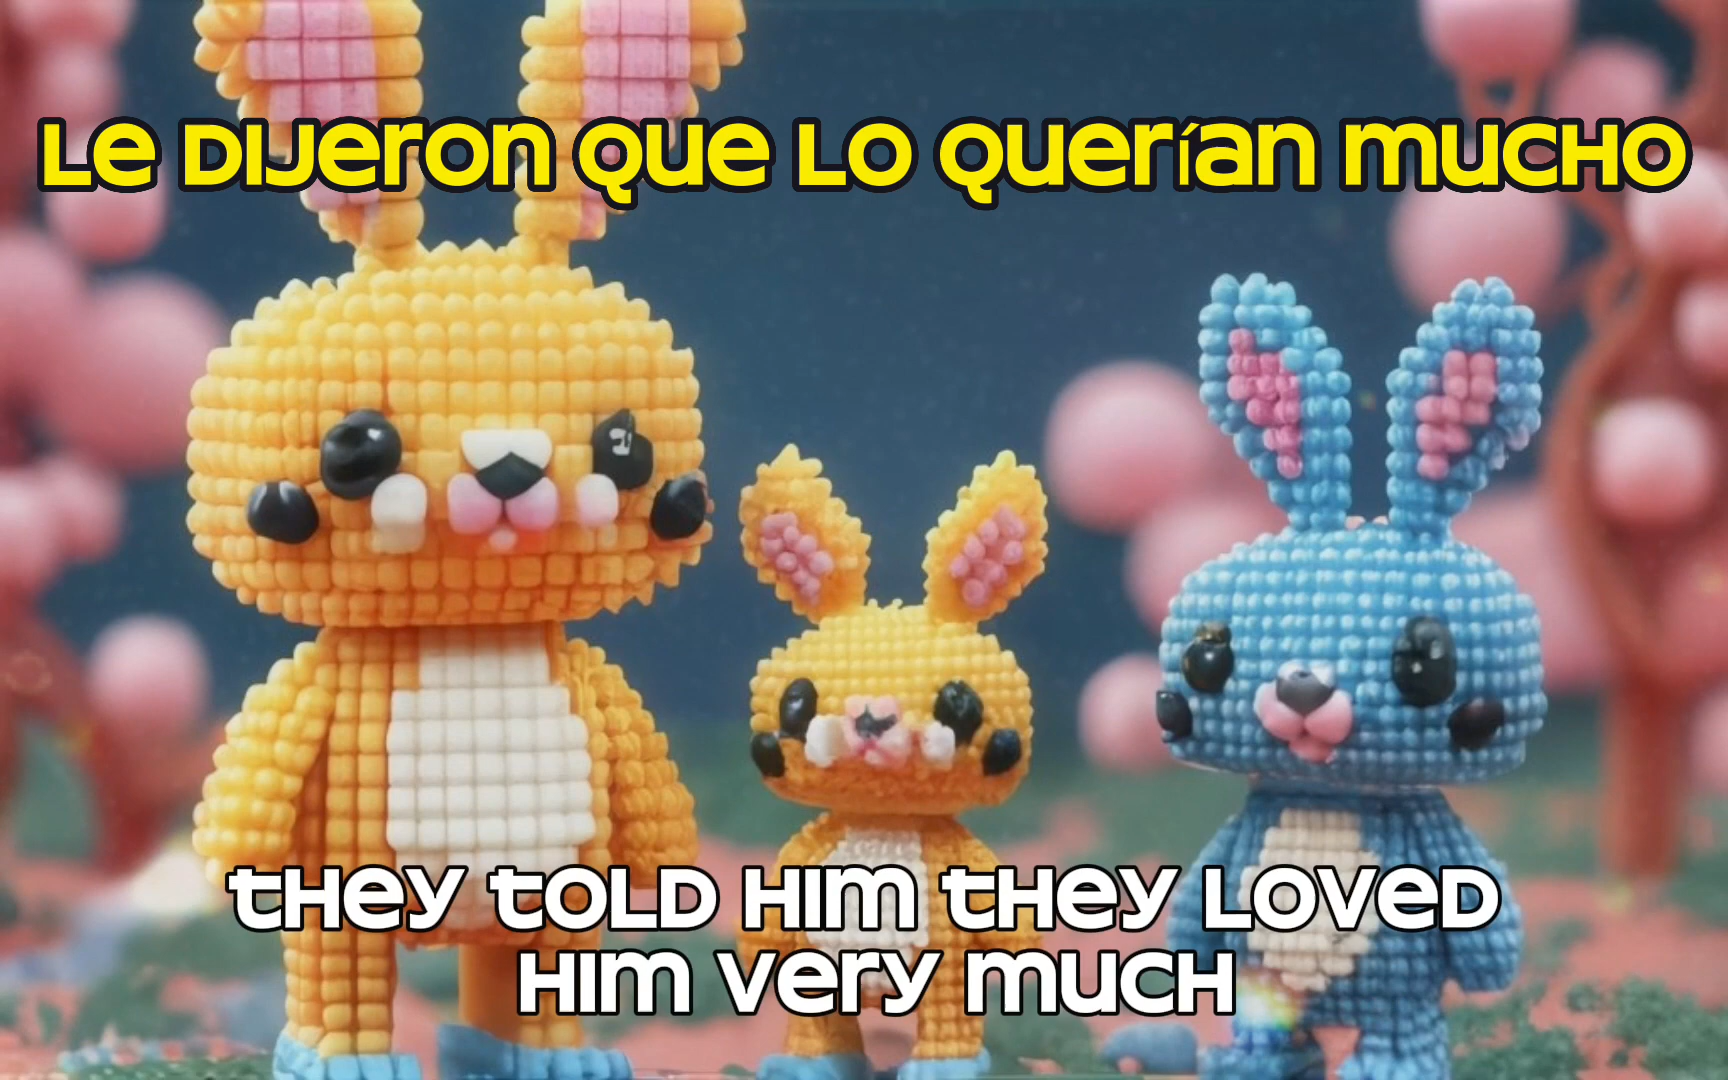 Le dijeron que lo querían mucho
they told him they loved
him very much